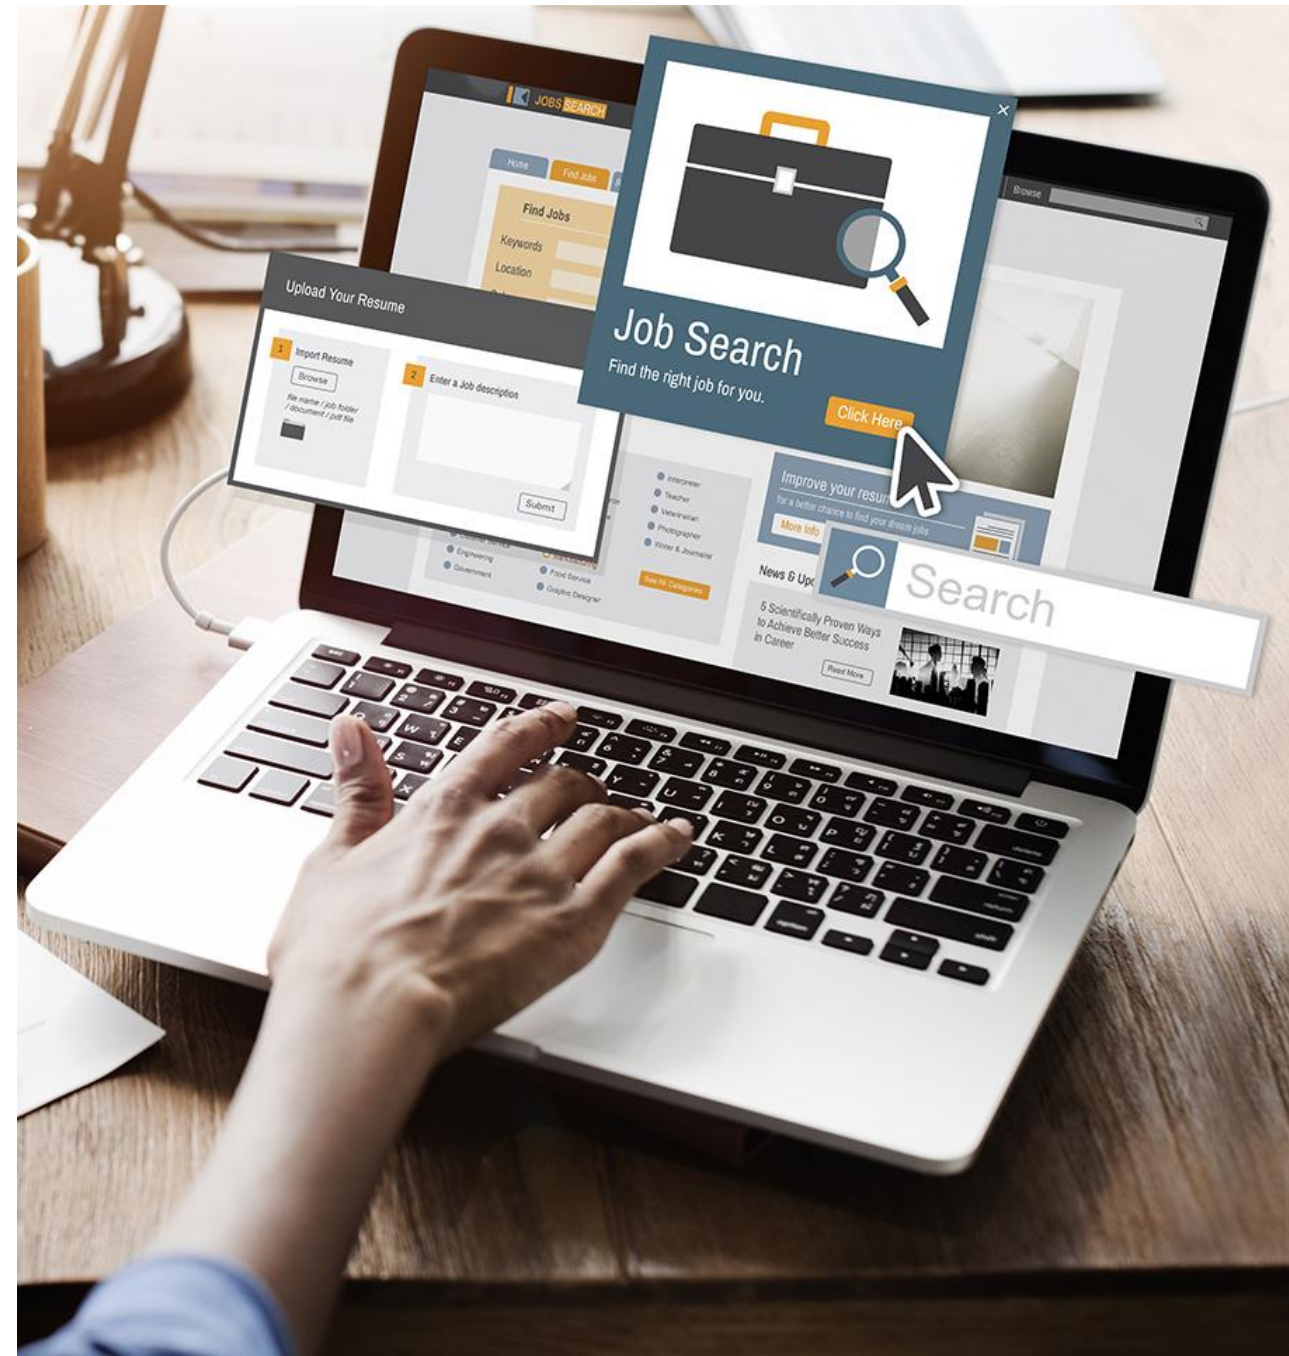 JOBS SEARCH
Browse
Home
Find Jobs
Find Jobs
Keywords
Location
Upload Your Resume
1 Import Resume
Browse
file name / job folder
/ document / pdf file
2 Enter a Job description
Submit
Job Search
Find the right job for you.
Click Here
Interpreter
Teacher
Veterinarian
Photographer
Writer & Journalist
See All Categories
Engineering
Government
Food Service
Graphic Designer
Improve your resu
for a better chance to find your dream jobs
More Info
Search
News & Up
5 Scientifically Proven Ways
to Achieve Better Success
in Career
Read More